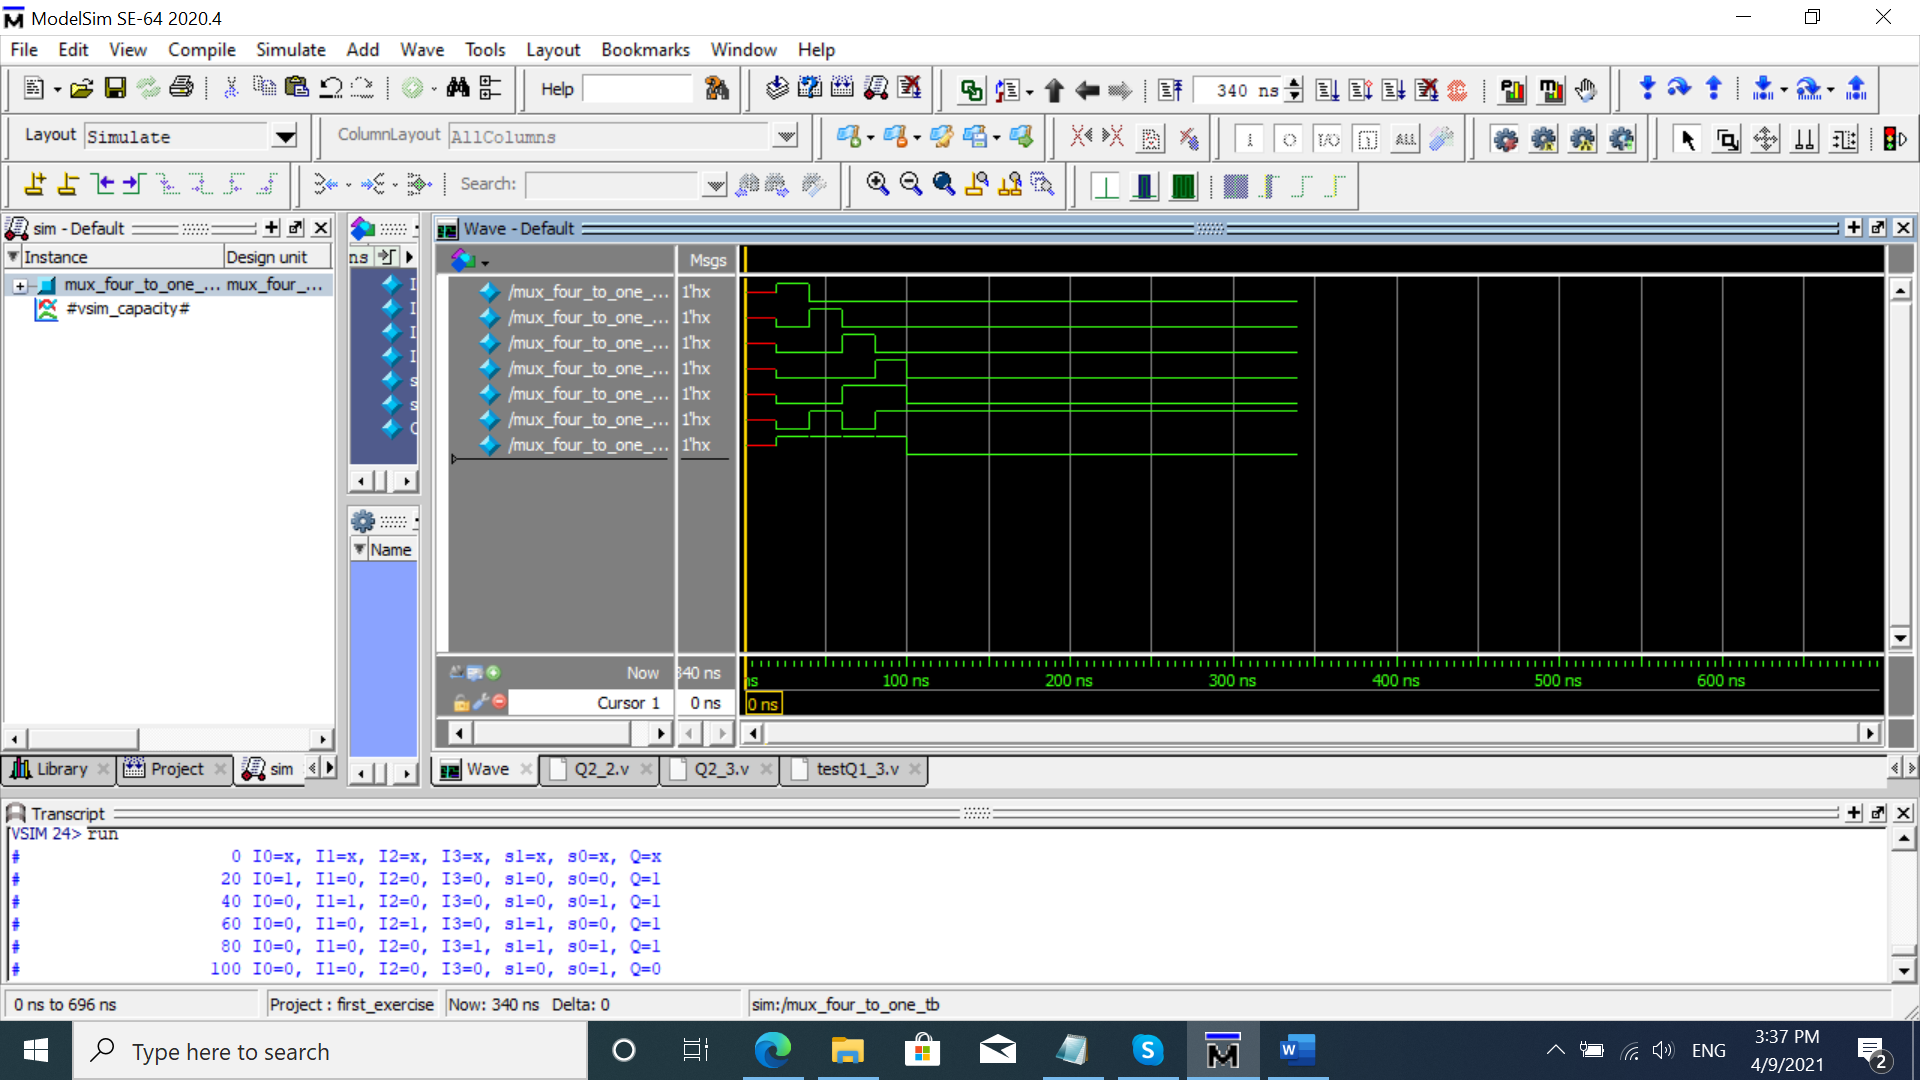 ModelSim SE-64 2020.4
File Edit View Compile Simulate Add Wave Tools Layout Bookmarks Window Help
Help
340 ns
Layout Simulate
ColumnLayout AllColumns
Search:
sim - Default
Instance Design unit
mux_four_to_one_... mux_four_...
#vsim_capacity#
ns
Name
Wave - Default
Msgs
/mux_four_to_one_... 1'hx
/mux_four_to_one_... 1'hx
/mux_four_to_one_... 1'hx
/mux_four_to_one_... 1'hx
/mux_four_to_one_... 1'hx
/mux_four_to_one_... 1'hx
/mux_four_to_one_... 1'hx
Now 340 ns
100 ns 200 ns 300 ns 400 ns 500 ns 600 ns
Cursor 1 0 ns
0 ns
Library Project sim
Wave Q2_2.v Q2_3.v testQ1_3.v
Transcript
VSIM 24> run
# 0 I0=x, I1=x, I2=x, I3=x, s1=x, s0=x, Q=x
# 20 I0=1, I1=0, I2=0, I3=0, s1=0, s0=0, Q=1
# 40 I0=0, I1=1, I2=0, I3=0, s1=0, s0=1, Q=1
# 60 I0=0, I1=0, I2=1, I3=0, s1=1, s0=0, Q=1
# 80 I0=0, I1=0, I2=0, I3=1, s1=1, s0=1, Q=1
# 100 I0=0, I1=0, I2=0, I3=0, s1=0, s0=1, Q=0
0 ns to 696 ns
Project : first_exercise
Now: 340 ns Delta: 0
sim:/mux_four_to_one_tb
Type here to search
ENG
3:37 PM
4/9/2021
2